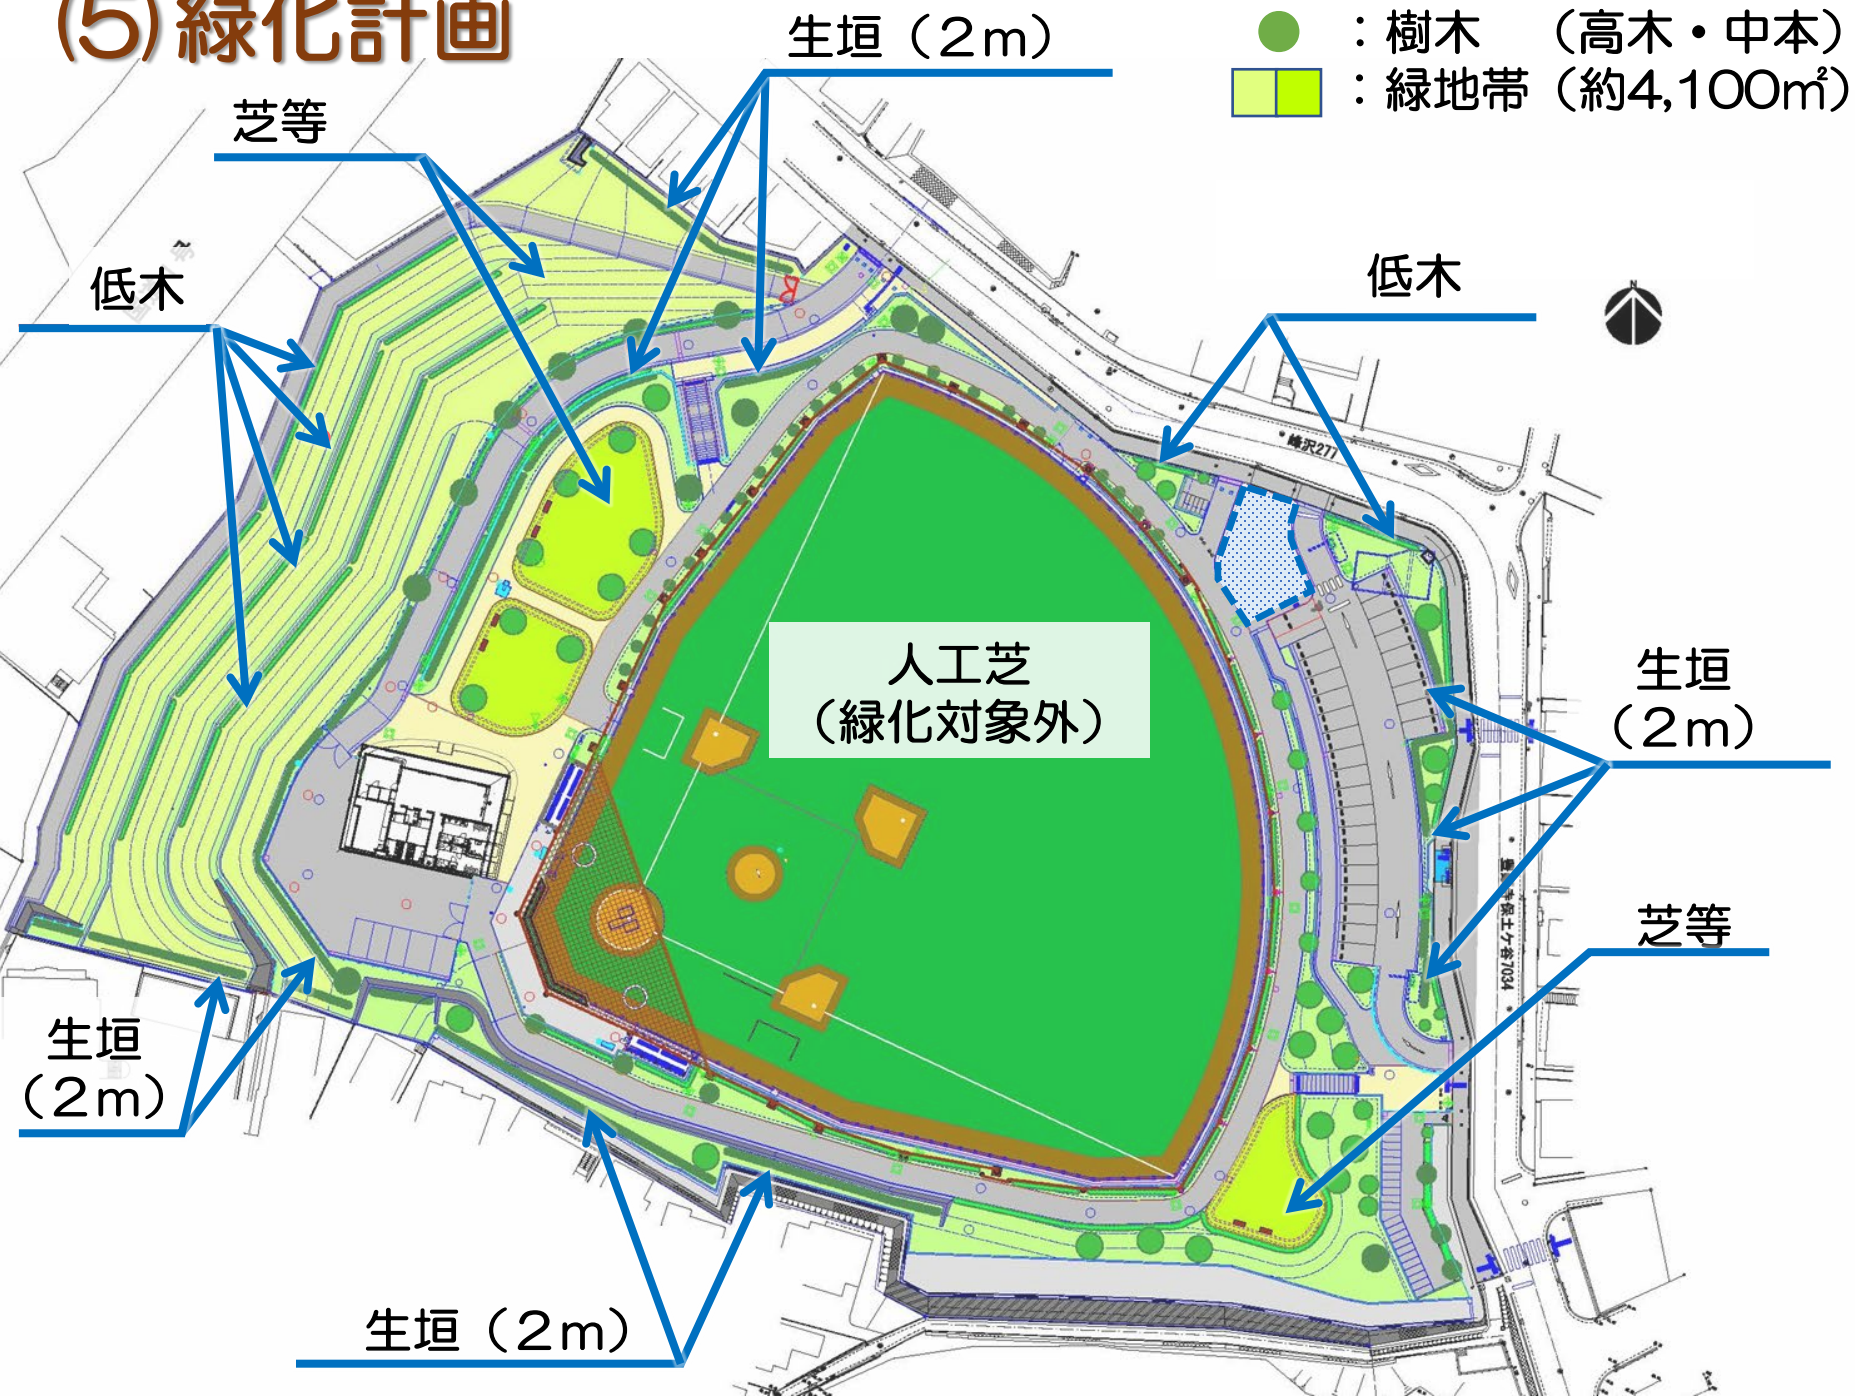 (5)緑化計画
生垣（2m）
：樹木　（高木・中本）
：緑地帯（約4,100㎡）
芝等
低木
低木
N
峰沢277
人工芝
（緑化対象外）
生垣
（2m）
芝等
生垣
（2m）
生垣（2m）